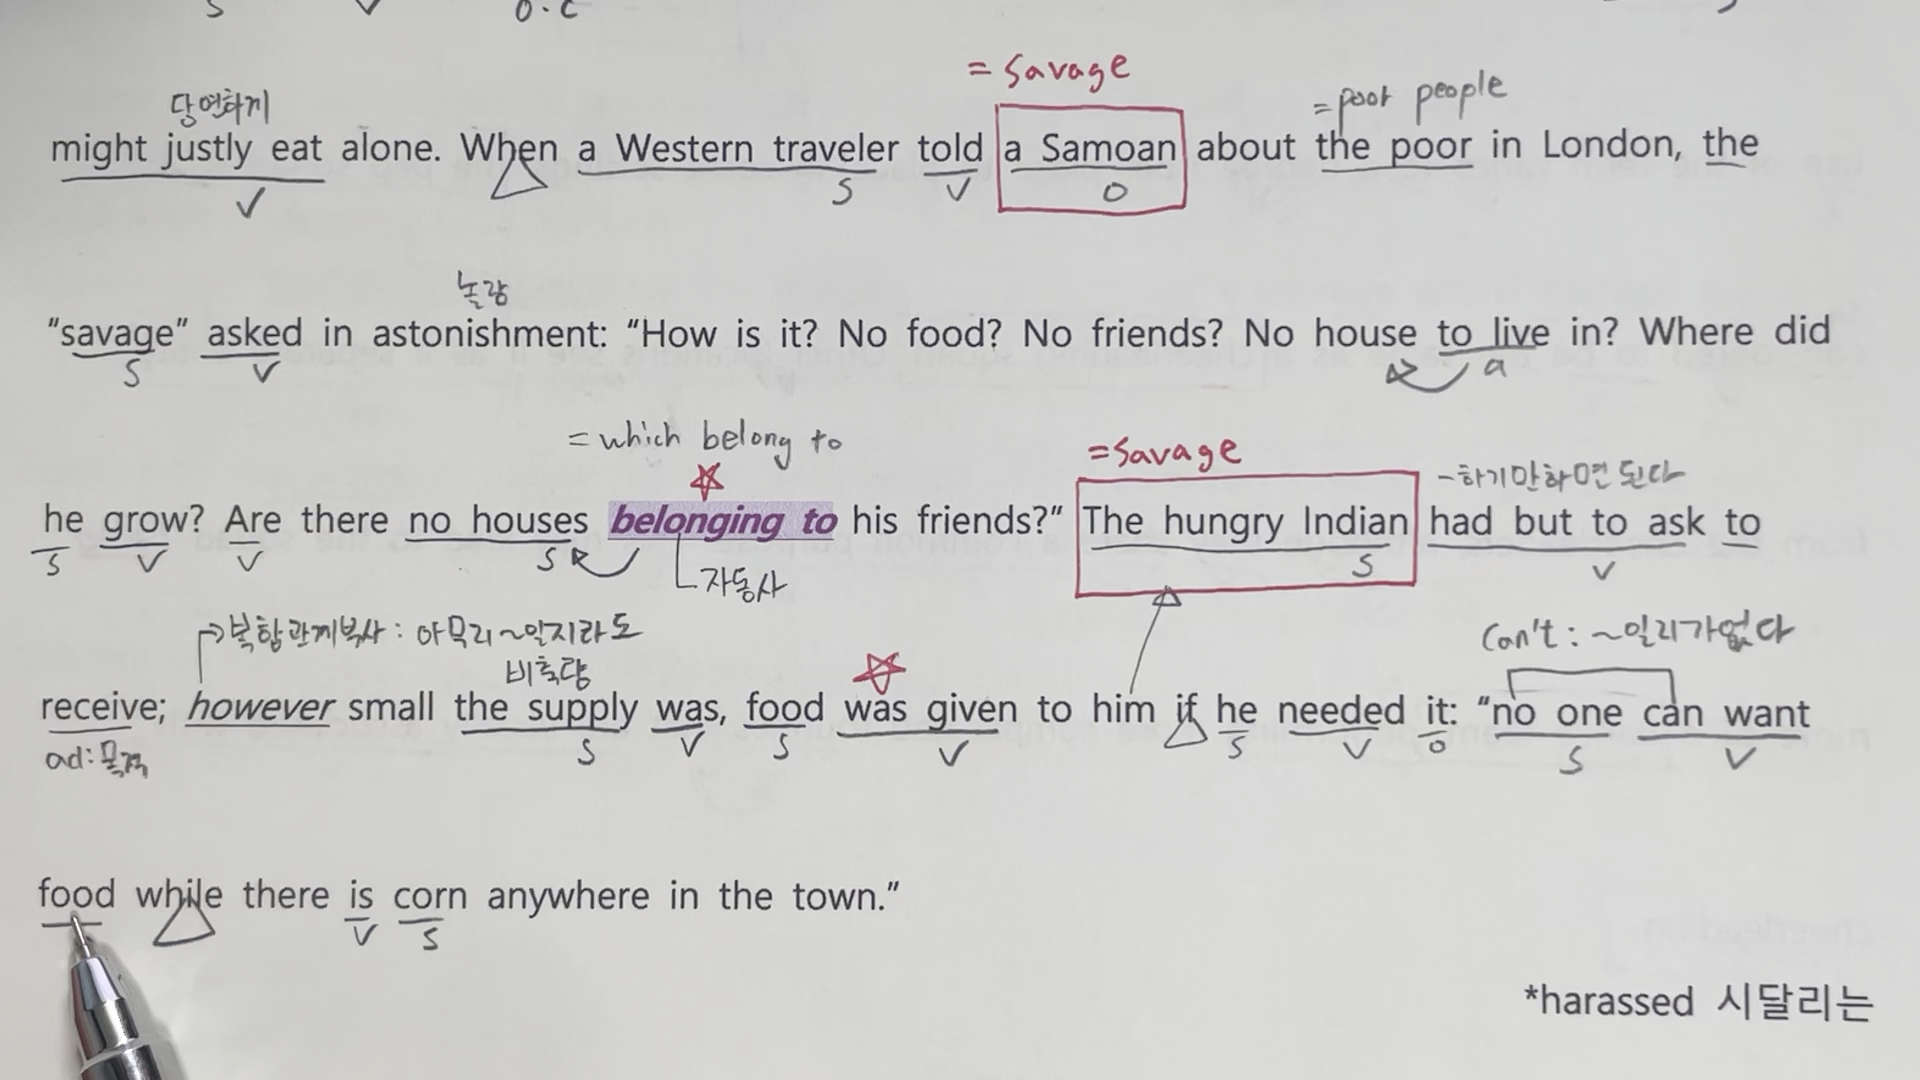 S V O.C
= Savage
당연하게
= poor people
might justly eat alone. When a Western traveler told a Samoan about the poor in London, the
V S V O
놀람
"savage" asked in astonishment: "How is it? No food? No friends? No house to live in? Where did
S V a
= which belong to
=Savage
-하기만하면 된다
he grow? Are there no houses belonging to his friends?" The hungry Indian had but to ask to
S V V S S V
자동사
복합관계부사: 아무리~일지라도
비축량
Can't: ~일리가없다
receive; however small the supply was, food was given to him if he needed it: "no one can want
ad:목적 S V S V S V O S V
food while there is corn anywhere in the town."
V S
*harassed 시달리는